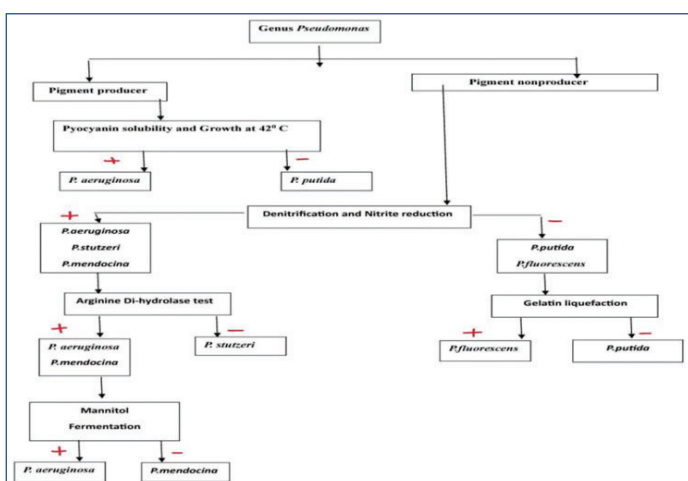 Genus Pseudomonas
Pigment producer
Pigment nonproducer
Pyocyanin solubility and Growth at 42⁰ C
+
−
P. aeruginosa
P. putida
Denitrification and Nitrite reduction
+
−
P.aeruginosa
P.stutzeri
P.mendocina
P.putida
P.fluorescens
Arginine Di-hydrolase test
Gelatin liquefaction
+
−
+
−
P. aeruginosa
P.mendocina
P. stutzeri
P.fluorescens
P.putida
Mannitol
Fermentation
+
−
P. aeruginosa
P.mendocina